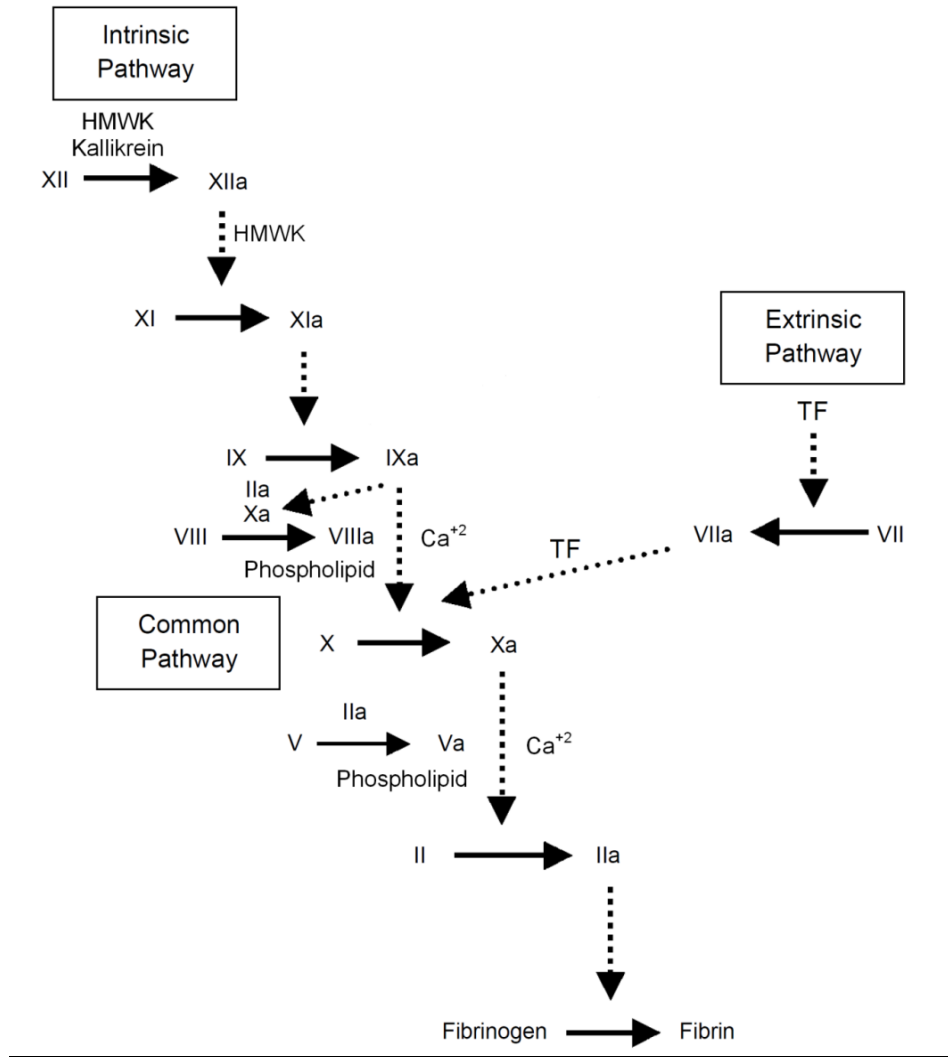 Intrinsic
Pathway
HMWK
Kallikrein
XII
XIIa
HMWK
XI
XIa
Extrinsic
Pathway
TF
IX
IXa
IIa
Xa
VIII
VIIIa
Phospholipid
Ca+2
TF
VIIa
VII
Common
Pathway
X
Xa
IIa
V
Va
Phospholipid
Ca+2
II
IIa
Fibrinogen
Fibrin